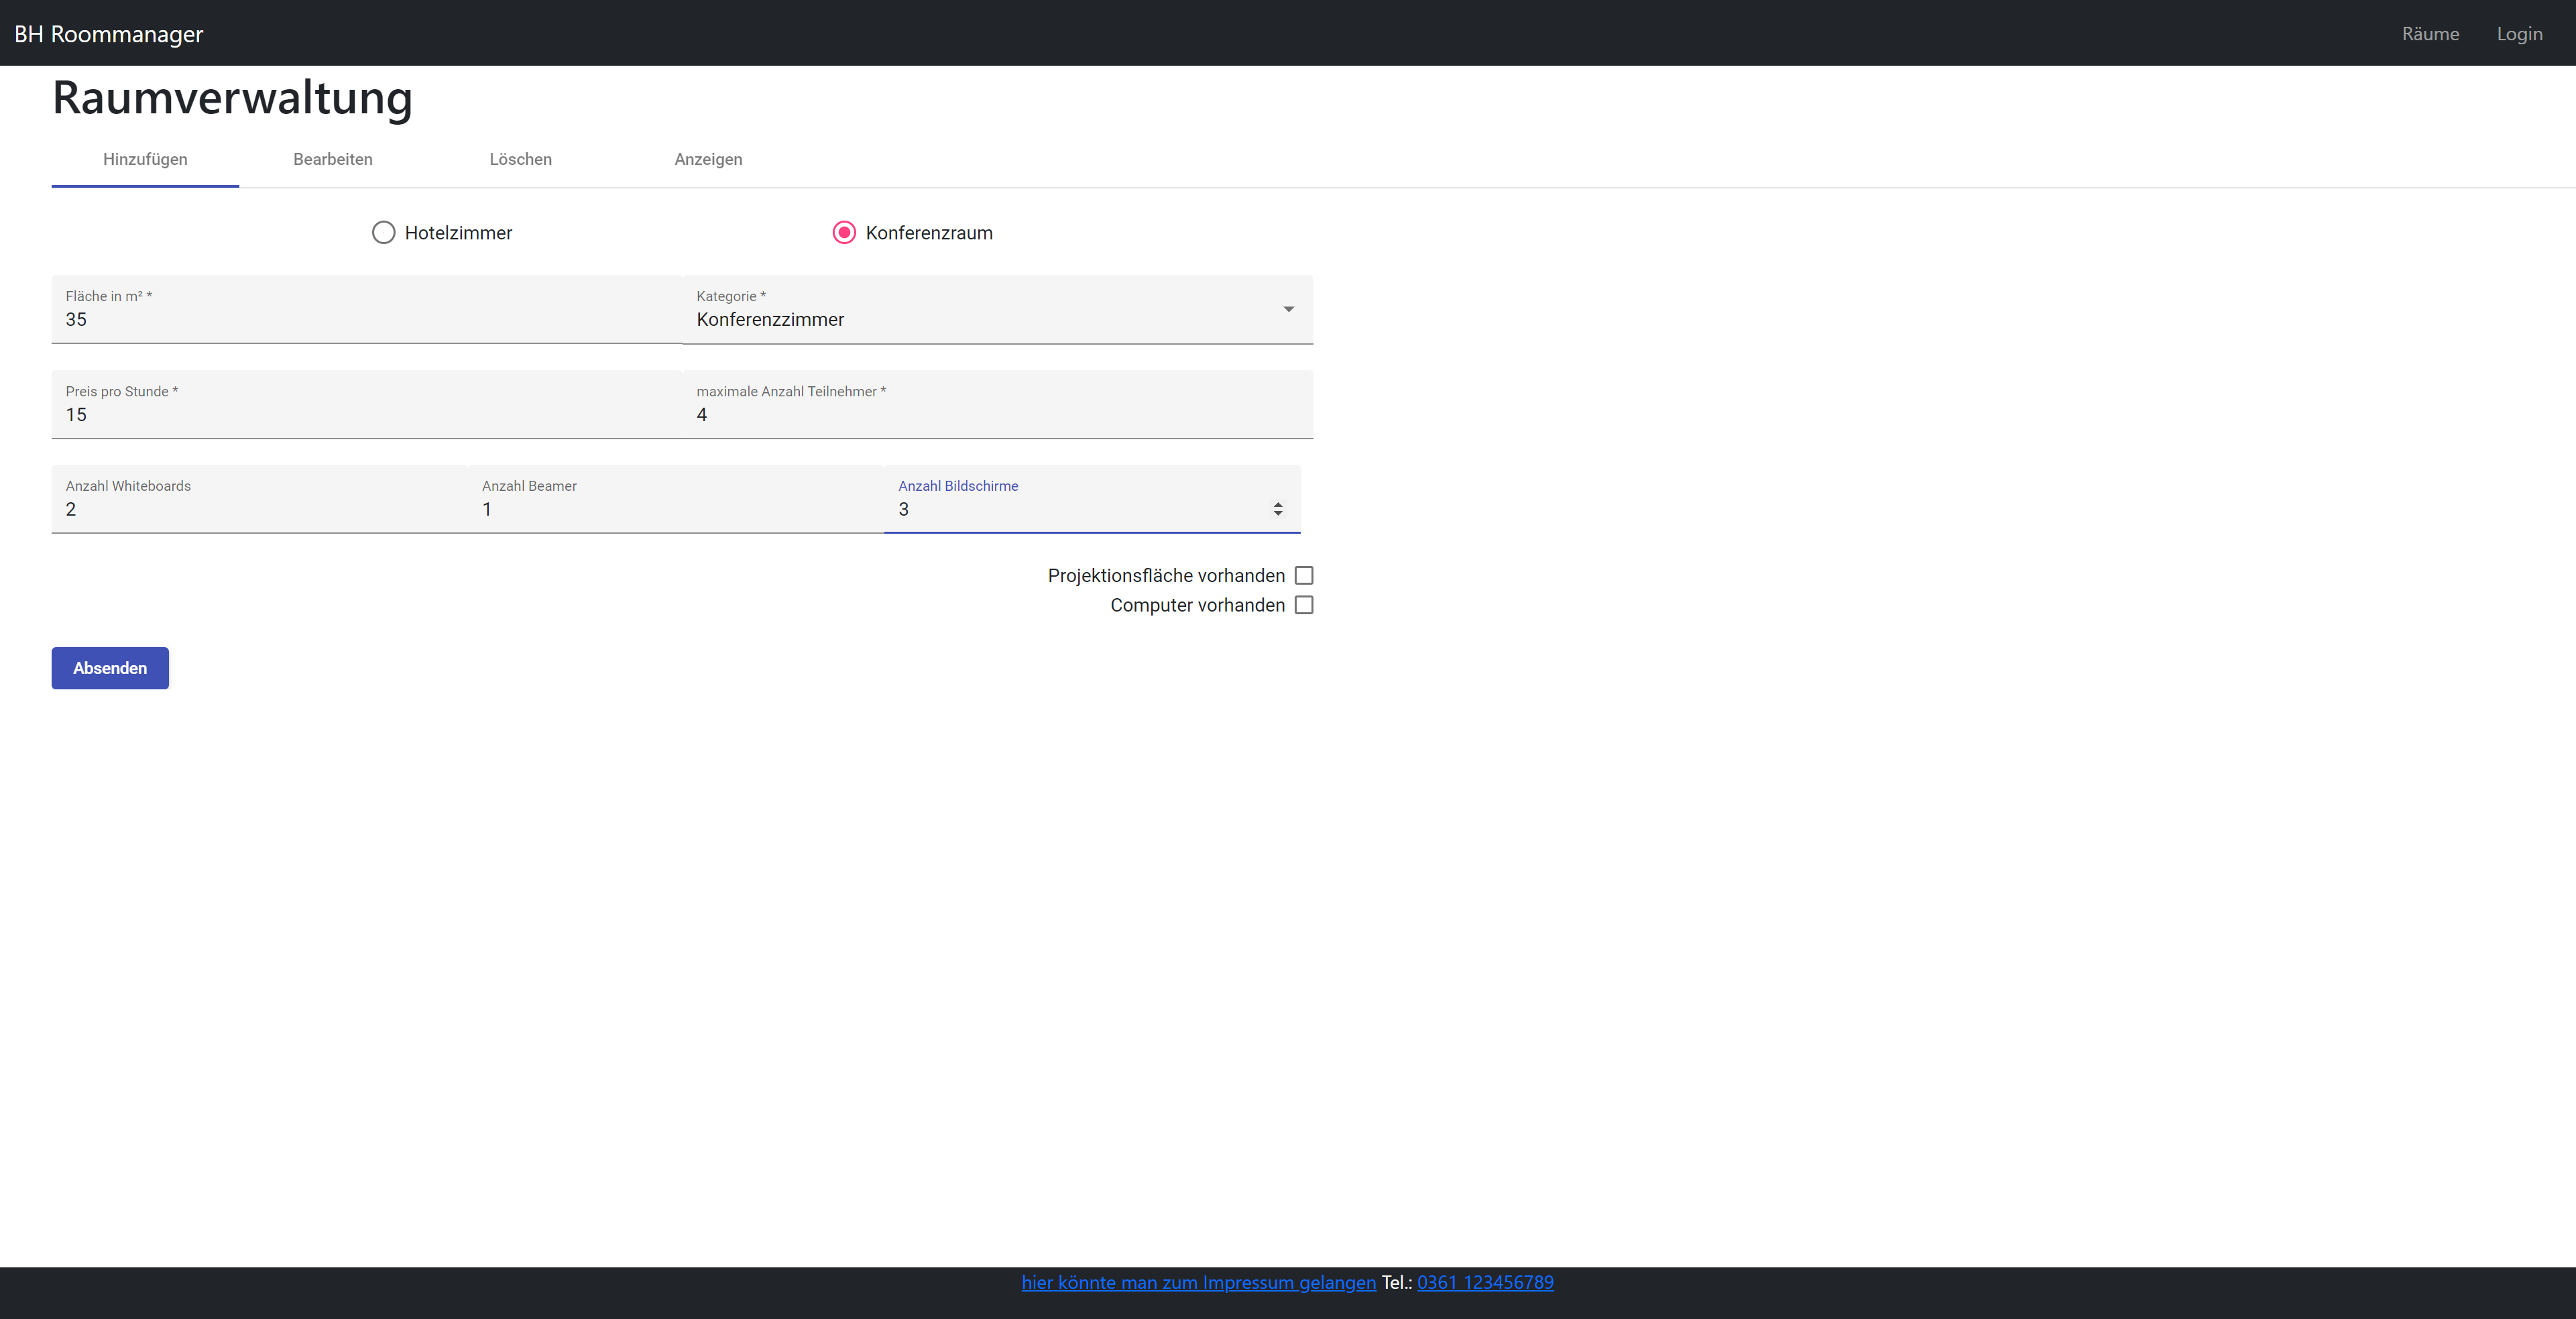 BH Roommanager Räume Login
Raumverwaltung
Hinzufügen Bearbeiten Löschen Anzeigen
Hotelzimmer Konferenzraum
Fläche in m² * Kategorie *
35 Konferenzzimmer
Preis pro Stunde * maximale Anzahl Teilnehmer *
15 4
Anzahl Whiteboards Anzahl Beamer Anzahl Bildschirme
2 1 3
Projektionsfläche vorhanden
Computer vorhanden
Absenden
hier könnte man zum Impressum gelangen Tel.: 0361 123456789